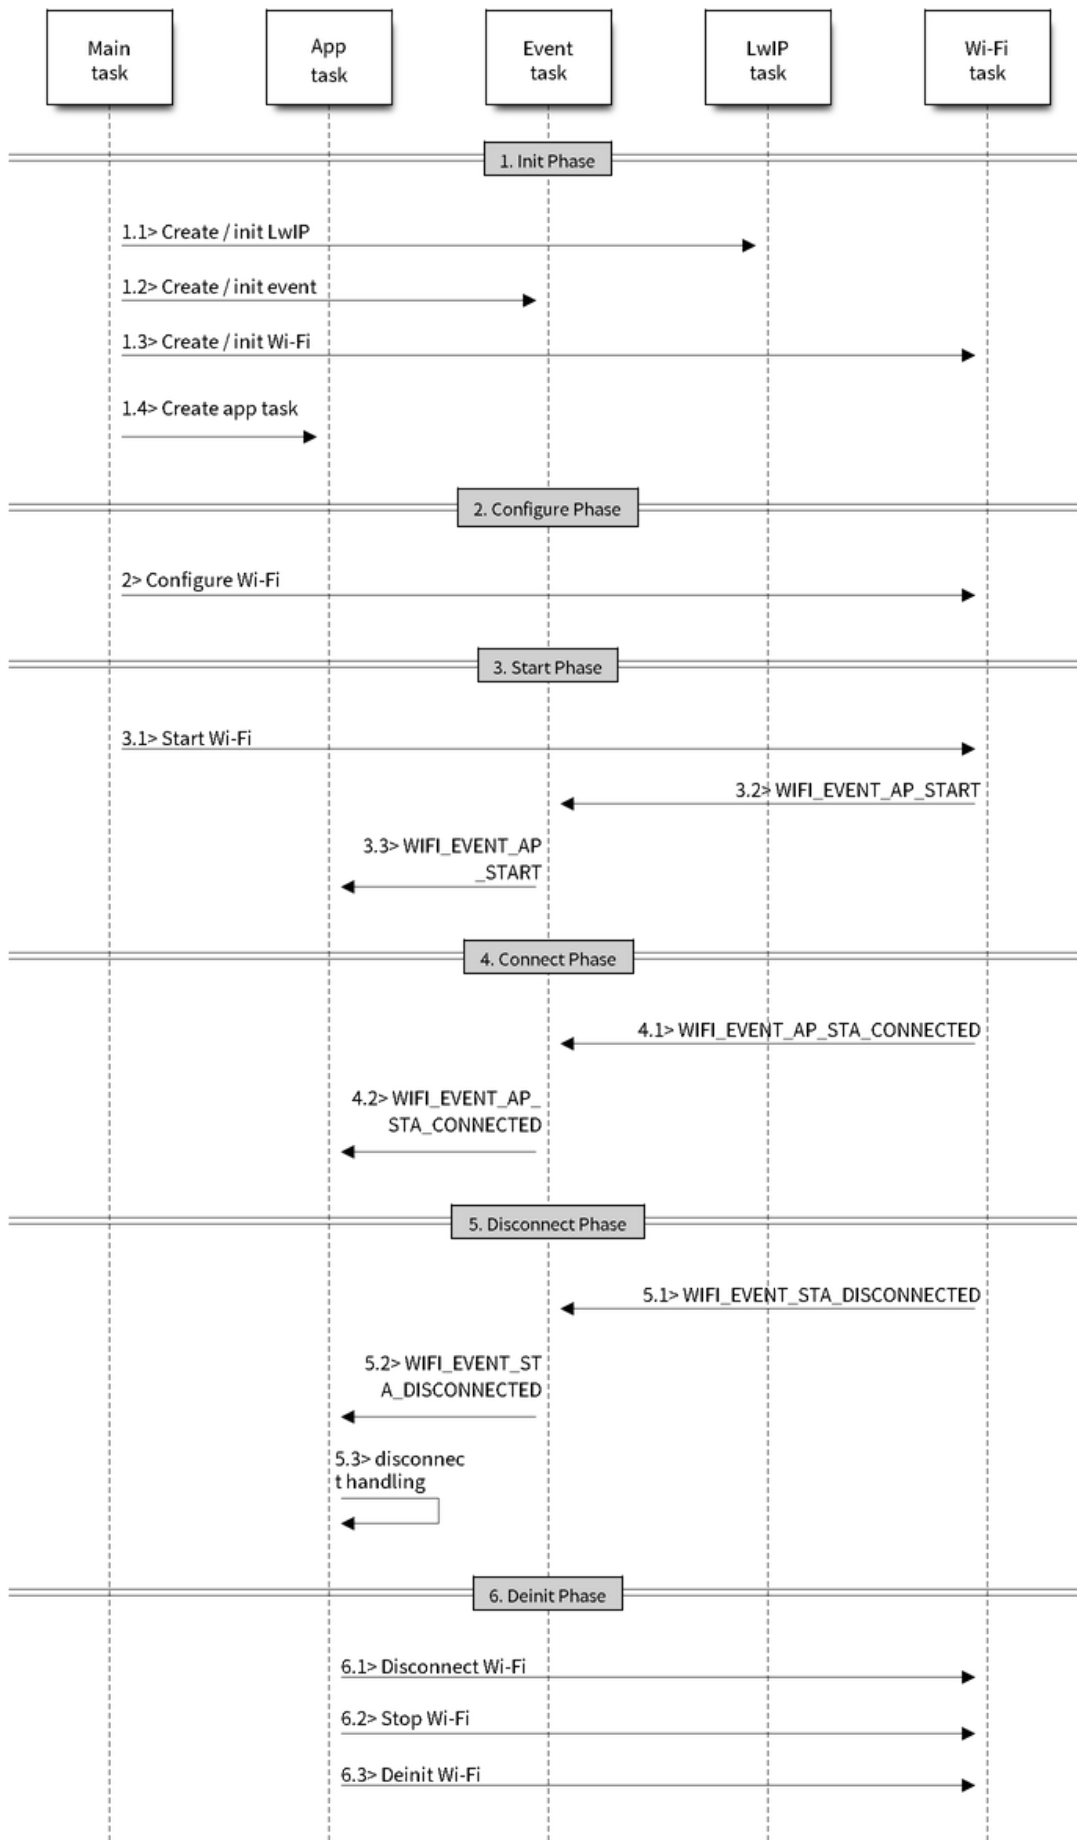 Main
task
App
task
Event
task
LwIP
task
Wi-Fi
task
1. Init Phase
1.1> Create / init LwIP
1.2> Create / init event
1.3> Create / init Wi-Fi
1.4> Create app task
2. Configure Phase
2> Configure Wi-Fi
3. Start Phase
3.1> Start Wi-Fi
3.2> WIFI_EVENT_AP_START
3.3> WIFI_EVENT_AP
_START
4. Connect Phase
4.1> WIFI_EVENT_AP_STA_CONNECTED
4.2> WIFI_EVENT_AP_
STA_CONNECTED
5. Disconnect Phase
5.1> WIFI_EVENT_STA_DISCONNECTED
5.2> WIFI_EVENT_ST
A_DISCONNECTED
5.3> disconnec
t handling
6. Deinit Phase
6.1> Disconnect Wi-Fi
6.2> Stop Wi-Fi
6.3> Deinit Wi-Fi